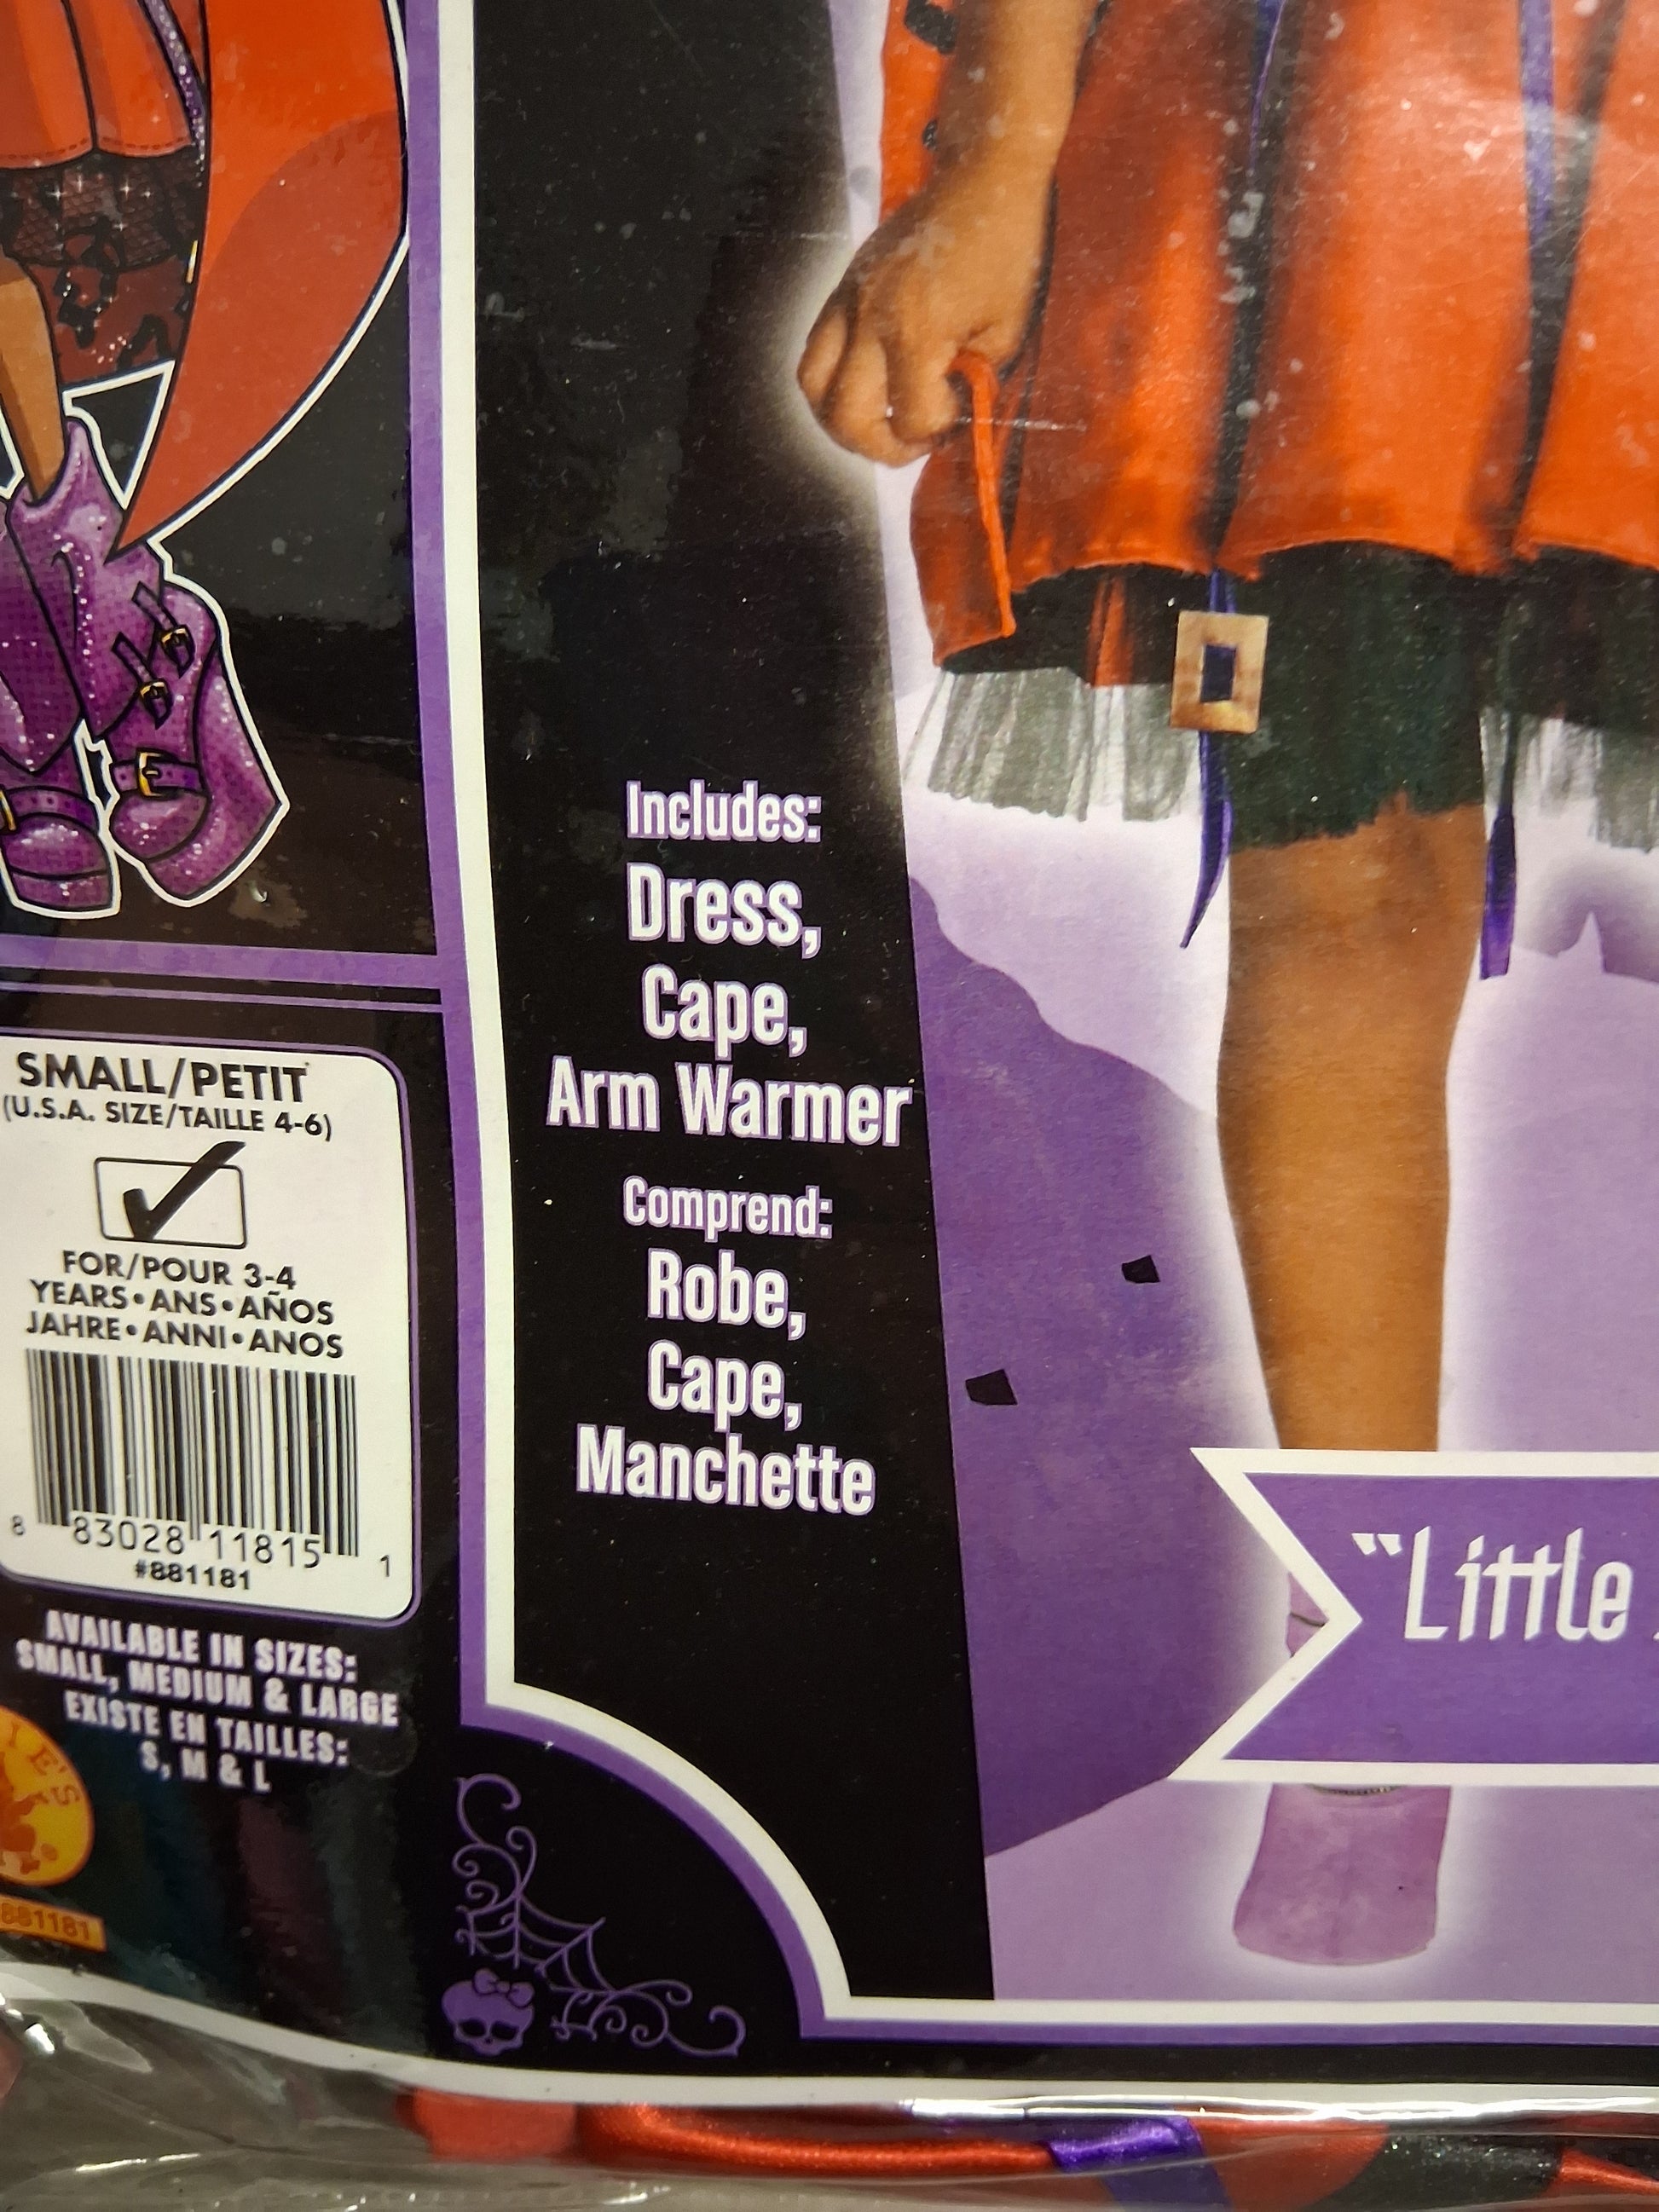 SMALL/PETIT
(U.S.A. SIZE/TAILLE 4-6)
FOR/POUR 3-4
YEARS•ANS•AÑOS
JAHRE•ANNI•ANOS
8 83028 11815 1
#881181
AVAILABLE IN SIZES:
SMALL, MEDIUM & LARGE
EXISTE EN TAILLES:
S, M & L
IE'S
881181
Includes:
Dress,
Cape,
Arm Warmer
Comprend:
Robe,
Cape,
Manchette
"Little